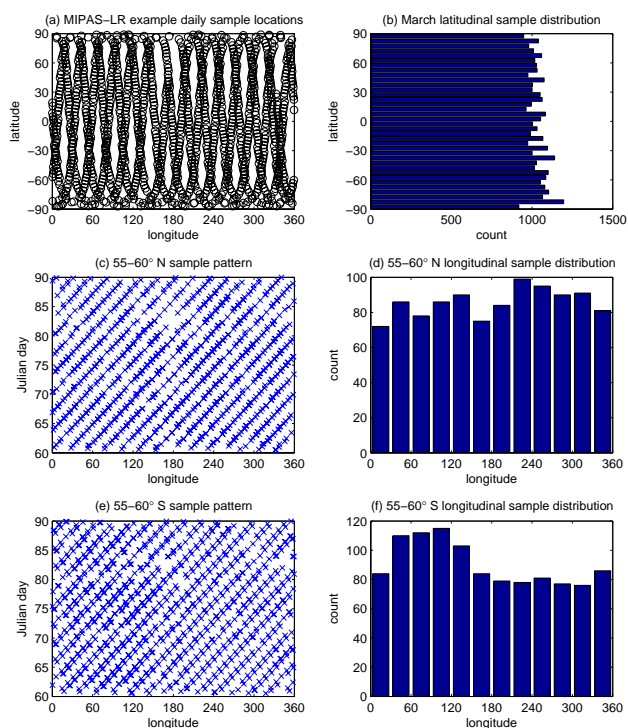 (a) MIPAS−LR example daily sample locations
90
60
30
0
−30
−60
−90
latitude
0 60 120 180 240 300 360
longitude
(b) March latitudinal sample distribution
90
60
30
0
−30
−60
−90
latitude
0 500 1000 1500
count
(c) 55−60° N sample pattern
90
85
80
75
70
65
60
Julian day
0 60 120 180 240 300 360
longitude
(d) 55−60° N longitudinal sample distribution
100
80
60
40
20
0
count
0 60 120 180 240 300 360
longitude
(e) 55−60° S sample pattern
90
85
80
75
70
65
60
Julian day
0 60 120 180 240 300 360
longitude
(f) 55−60° S longitudinal sample distribution
120
100
80
60
40
20
0
count
0 60 120 180 240 300 360
longitude